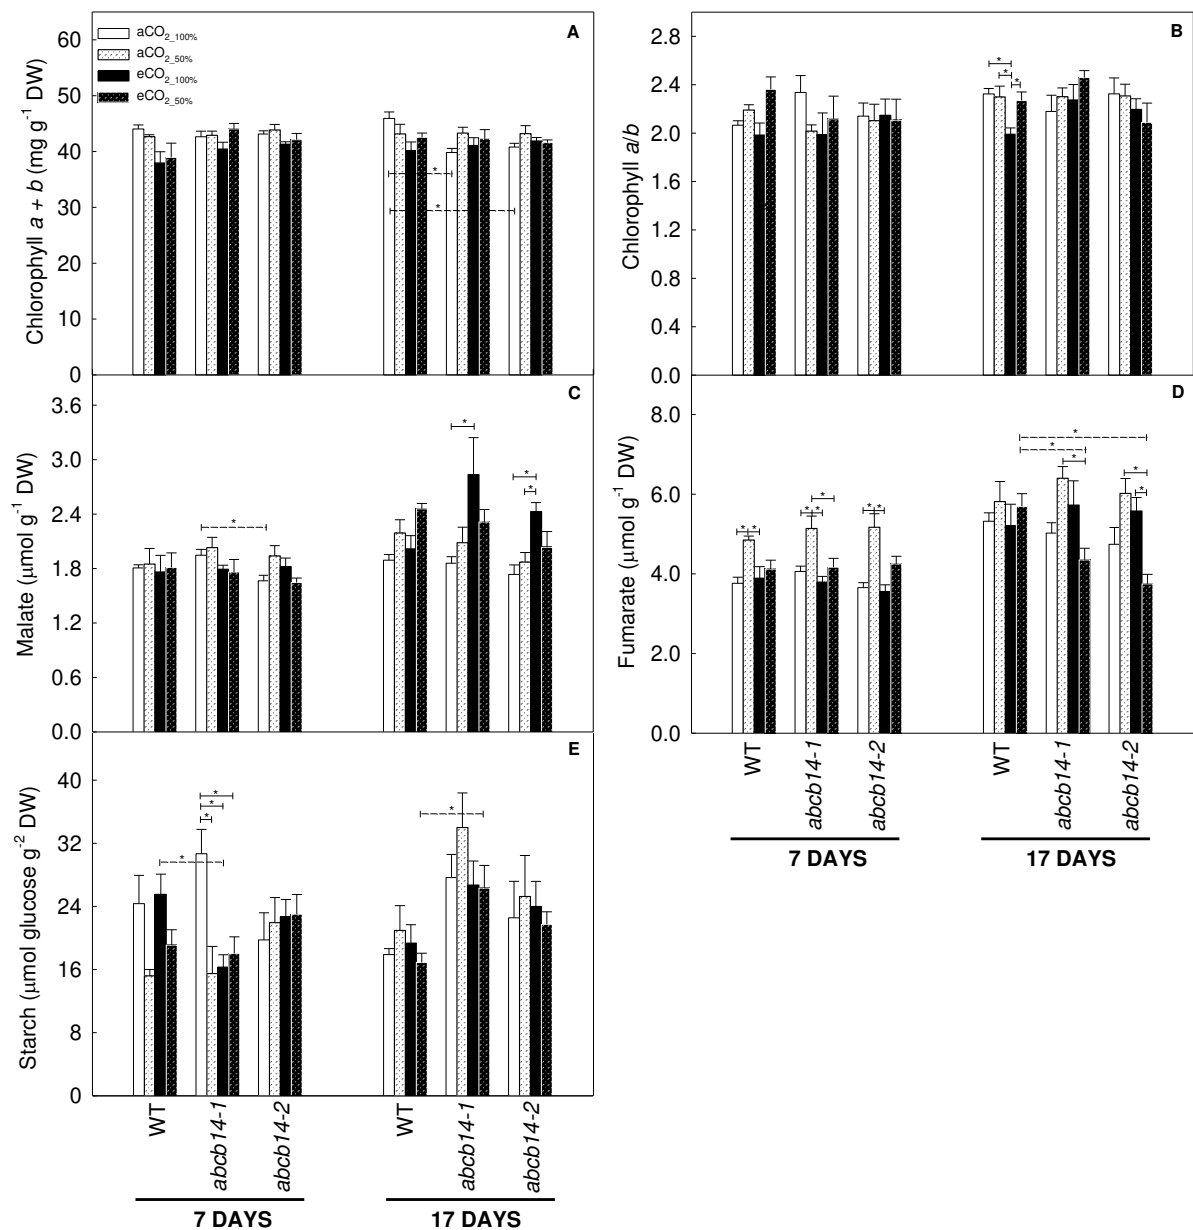 A
aCO2_100%
aCO2_50%
eCO2_100%
eCO2_50%
Chlorophyll a + b (mg g-1 DW)
60
50
40
30
20
10
0
* 
*
B
Chlorophyll a/b
2.8
2.4
2.0
1.6
1.2
0.8
0.4
0.0
*
* *
C
Malate (μmol g-1 DW)
3.6
3.0
2.4
1.8
1.2
0.6
0.0
*
*
*
*
D
Fumarate (μmol g-1 DW)
8.0
6.0
4.0
2.0
0.0
* *
*
* *
* *
*
*
*
*
*
WT
abcb14-1
abcb14-2
WT
abcb14-1
abcb14-2
7 DAYS
17 DAYS
E
Starch (μmol glucose g-2 DW)
40
32
24
16
8
0
*
*
*
*
*
WT
abcb14-1
abcb14-2
WT
abcb14-1
abcb14-2
7 DAYS
17 DAYS